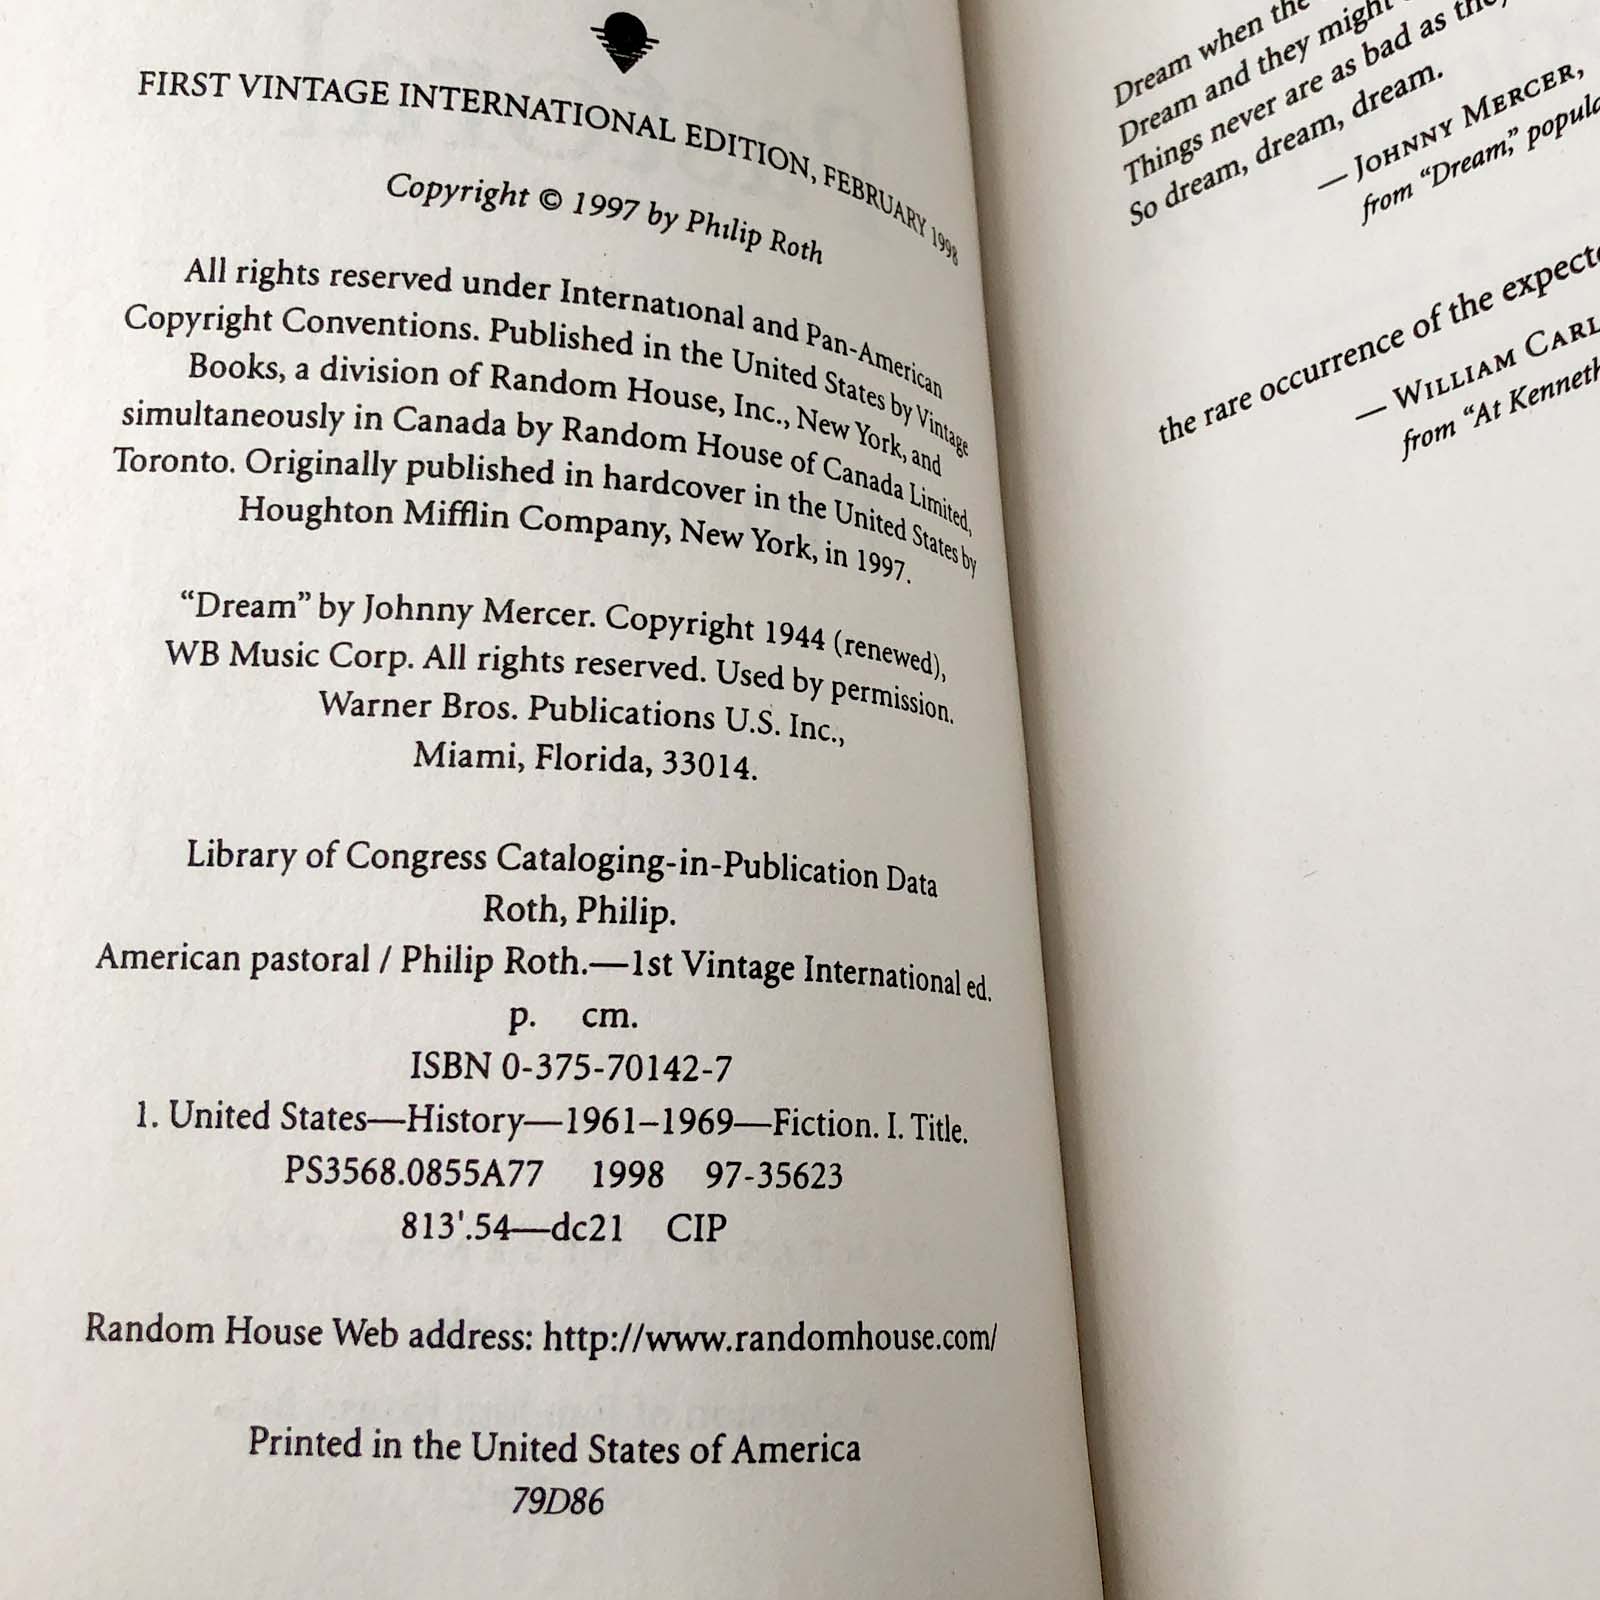 FIRST VINTAGE INTERNATIONAL EDITION, FEBRUARY 1998
Copyright © 1997 by Philip Roth
All rights reserved under International and Pan-American
Copyright Conventions. Published in the United States by Vintage
Books, a division of Random House, Inc., New York, and
simultaneously in Canada by Random House of Canada Limited,
Toronto. Originally published in hardcover in the United States by
Houghton Mifflin Company, New York, in 1997.
“Dream” by Johnny Mercer. Copyright 1944 (renewed),
WB Music Corp. All rights reserved. Used by permission.
Warner Bros. Publications U.S. Inc.,
Miami, Florida, 33014.
Library of Congress Cataloging-in-Publication Data
Roth, Philip.
American pastoral / Philip Roth.—1st Vintage International ed.
p. cm.
ISBN 0-375-70142-7
1. United States—History—1961–1969—Fiction. I. Title.
PS3568.0855A77 1998 97-35623
813'.54—dc21 CIP
Random House Web address: http://www.randomhouse.com/
Printed in the United States of America
79D86
Dream when the
Dream and they might
Things never are as bad as they
So dream, dream, dream.
— JOHNNY MERCER,
from “Dream,” popul
the rare occurrence of the expect
— WILLIAM CARL
from “At Kenneth